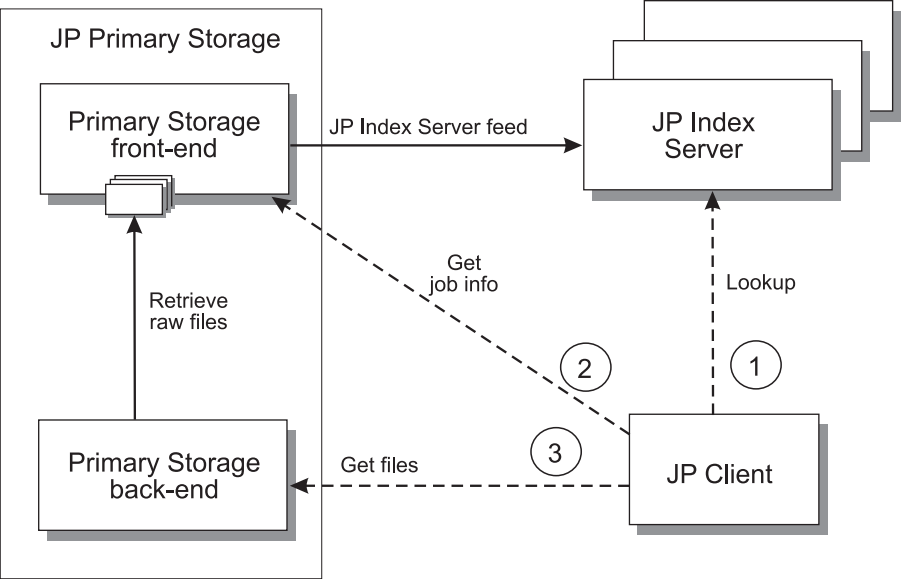 JP Primary Storage
Primary Storage
front-end
JP Index Server feed
JP Index
Server
Get
job info
Lookup
Retrieve
raw files
2
1
Primary Storage
back-end
Get files
3
JP Client